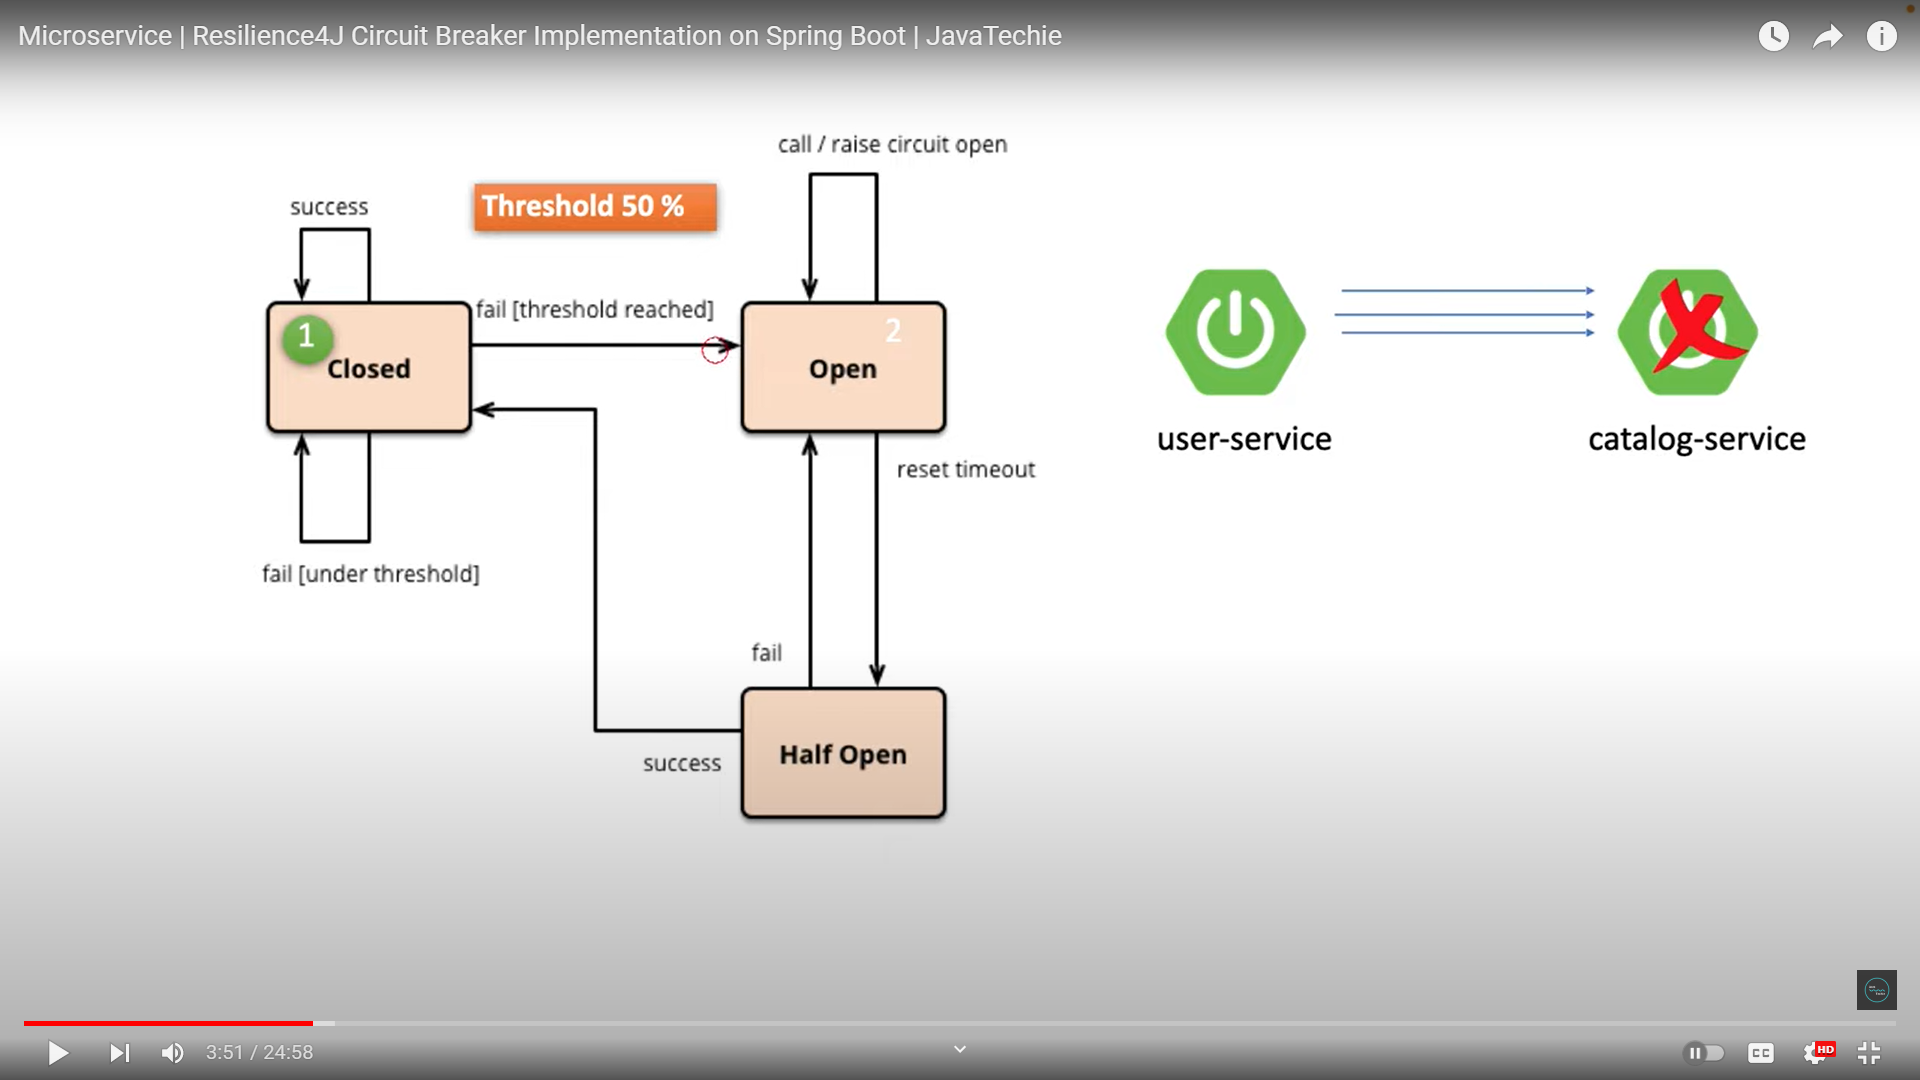 Microservice | Resilience4J Circuit Breaker Implementation on Spring Boot | JavaTechie
call / raise circuit open
success
Threshold 50 %
fail [threshold reached]
1
Closed
2
Open
user-service
catalog-service
reset timeout
fail [under threshold]
fail
Half Open
success
3:51 / 24:58
CC
HD